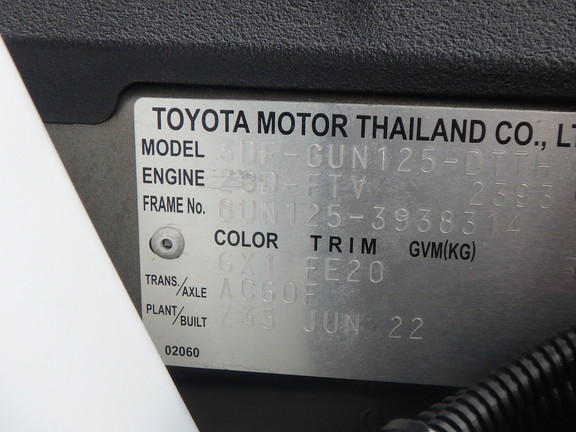 TOYOTA MOTOR THAILAND CO., LT
MODEL 3DF-GUN125-DTTH
ENGINE 2GD-FTV 2393
FRAME No. GUN125-3938314
COLOR TRIM GVM(KG)
6X1 FE20
TRANS./AXLE AC60F
PLANT/BUILT Z35 JUN 22
02060